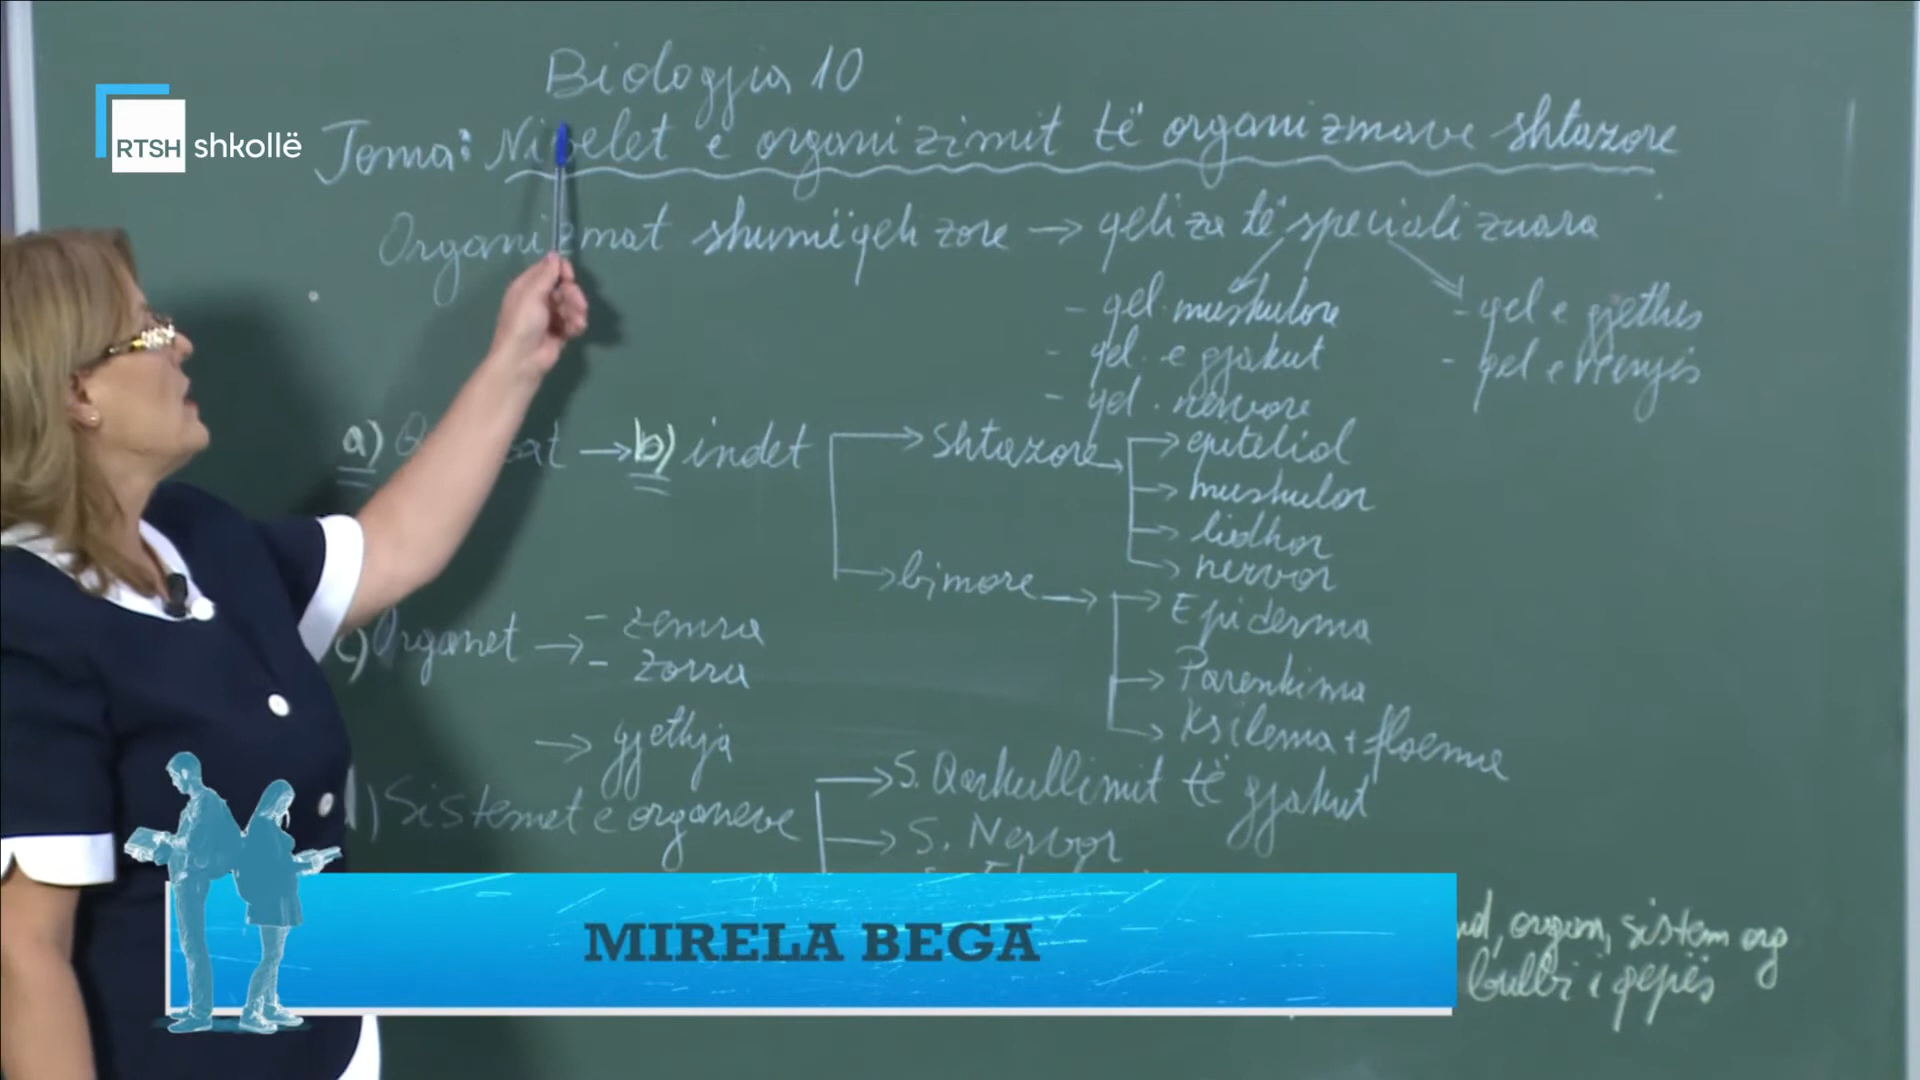 RTSH shkollë
Biologjia 10
Tema: Nivelet e organizimit të organizmave shtazore
Organizmat shumëqelizore → qeliza të specializuara
- qel. muskulore
- qel. e gjakut
- qel. nervore
- qel e gjethes
- qel e rrënjës
a) → b) indet → shtazore → epitelial
→ muskulor
→ lidhor
→ nervor
→ bimore → Epiderma
→ Parenkima
→ Ksilema + floema
c) Organet → - zemra
- zorra
→ gjethja
d) Sistemet e organeve → S. Qarkullimit të gjakut
→ S. Nervor
organ, sistem org
bulbi i qepës
MIRELA BEGA